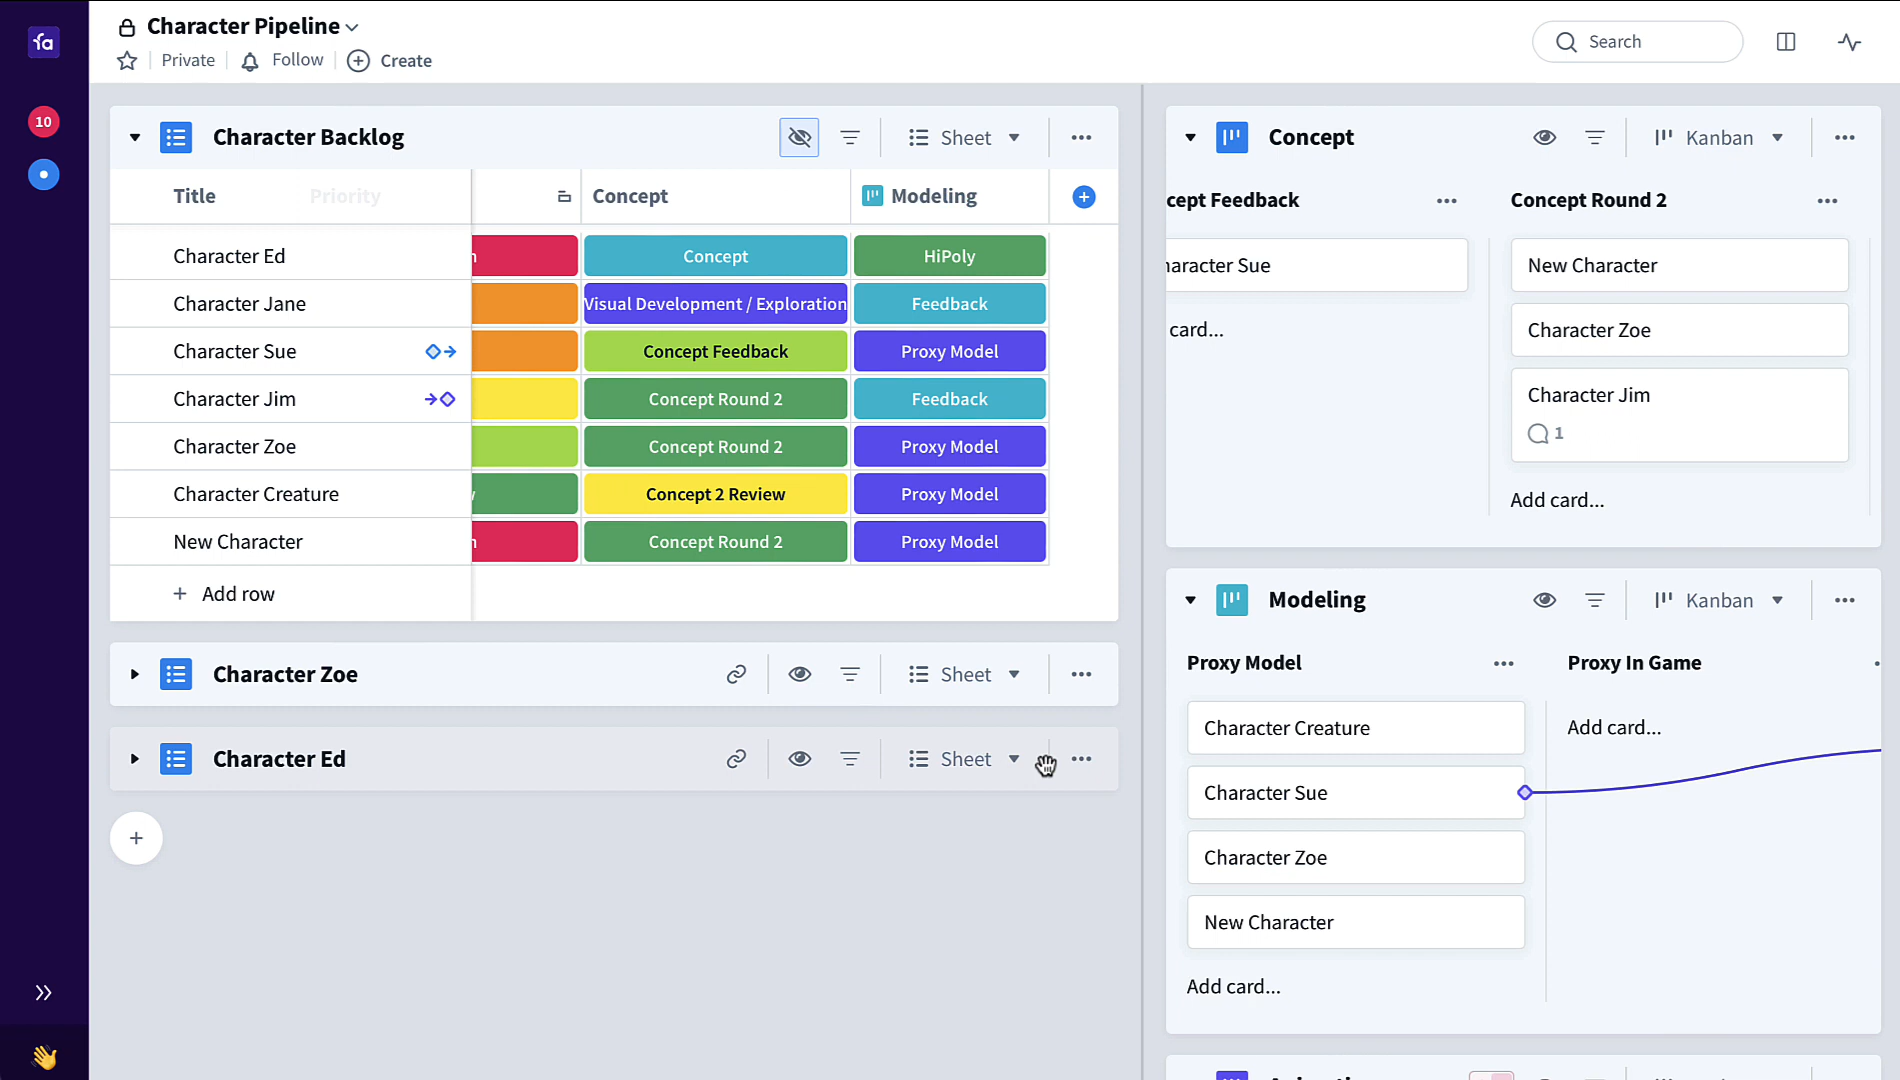 fa
10
Character Pipeline
Private
Follow
Create
Search
Character Backlog
Sheet
Title
Priority
Concept
Modeling
Character Ed
Concept
HiPoly
Character Jane
Visual Development / Exploration
Feedback
Character Sue
Concept Feedback
Proxy Model
Character Jim
Concept Round 2
Feedback
Character Zoe
Concept Round 2
Proxy Model
Character Creature
Concept 2 Review
Proxy Model
New Character
Concept Round 2
Proxy Model
Add row
Character Zoe
Sheet
Character Ed
Sheet
Concept
Kanban
cept Feedback
Concept Round 2
aracter Sue
card...
New Character
Character Zoe
Character Jim
1
Add card...
Modeling
Kanban
Proxy Model
Proxy In Game
Character Creature
Add card...
Character Sue
Character Zoe
New Character
Add card...